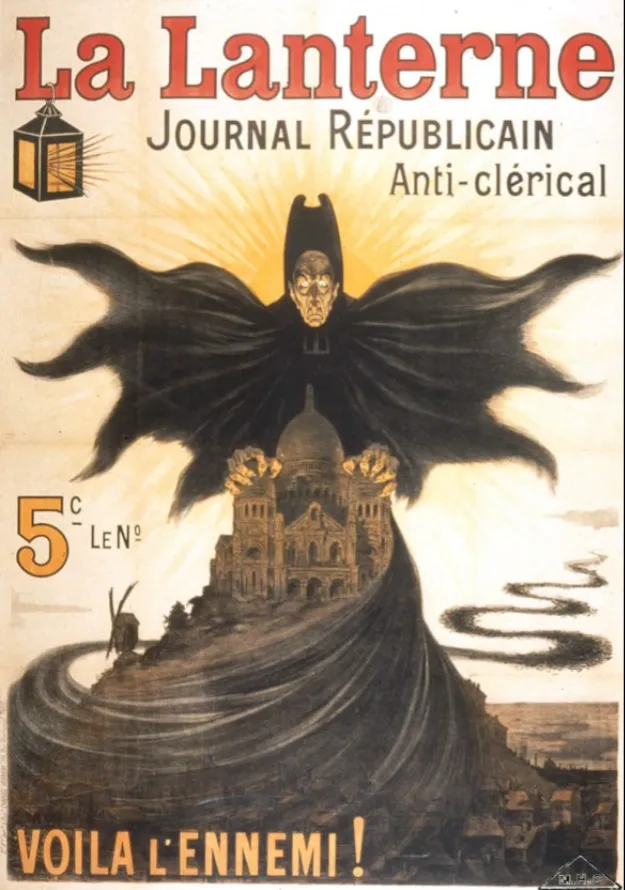 La Lanterne
JOURNAL RÉPUBLICAIN
Anti-clérical
5C LE No
VOILA L'ENNEMI!